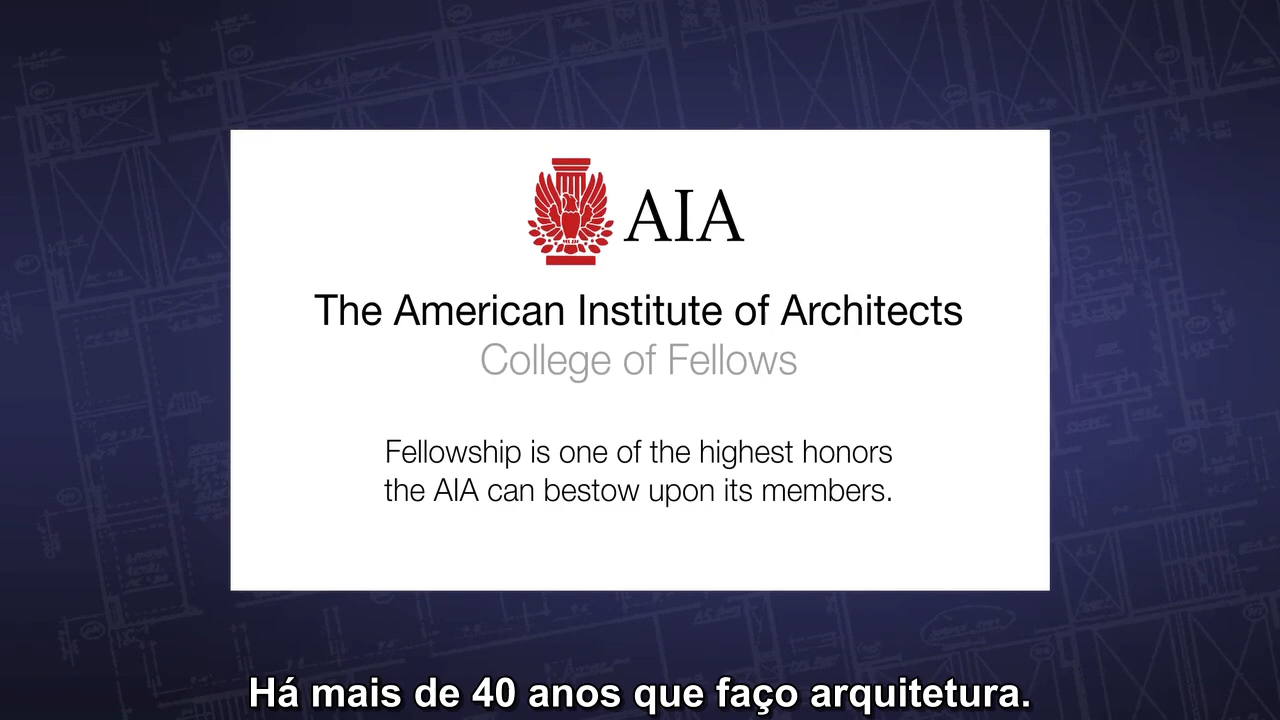 AIA
The American Institute of Architects
College of Fellows
Fellowship is one of the highest honors
the AIA can bestow upon its members.
Há mais de 40 anos que faço arquitetura.